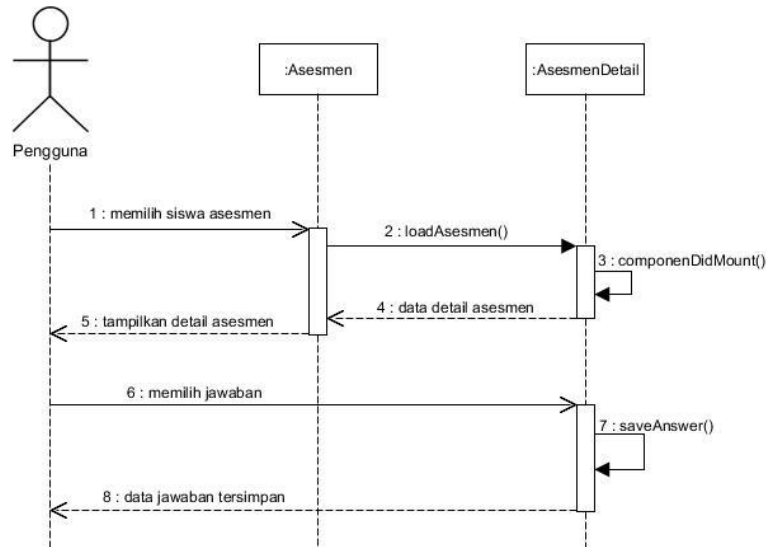 :Asesmen
:AsesmenDetail
Pengguna
1 : memilih siswa asesmen
2 : loadAsesmen()
3 : componenDidMount()
4 : data detail asesmen
5 : tampilkan detail asesmen
6 : memilih jawaban
7 : saveAnswer()
8 : data jawaban tersimpan